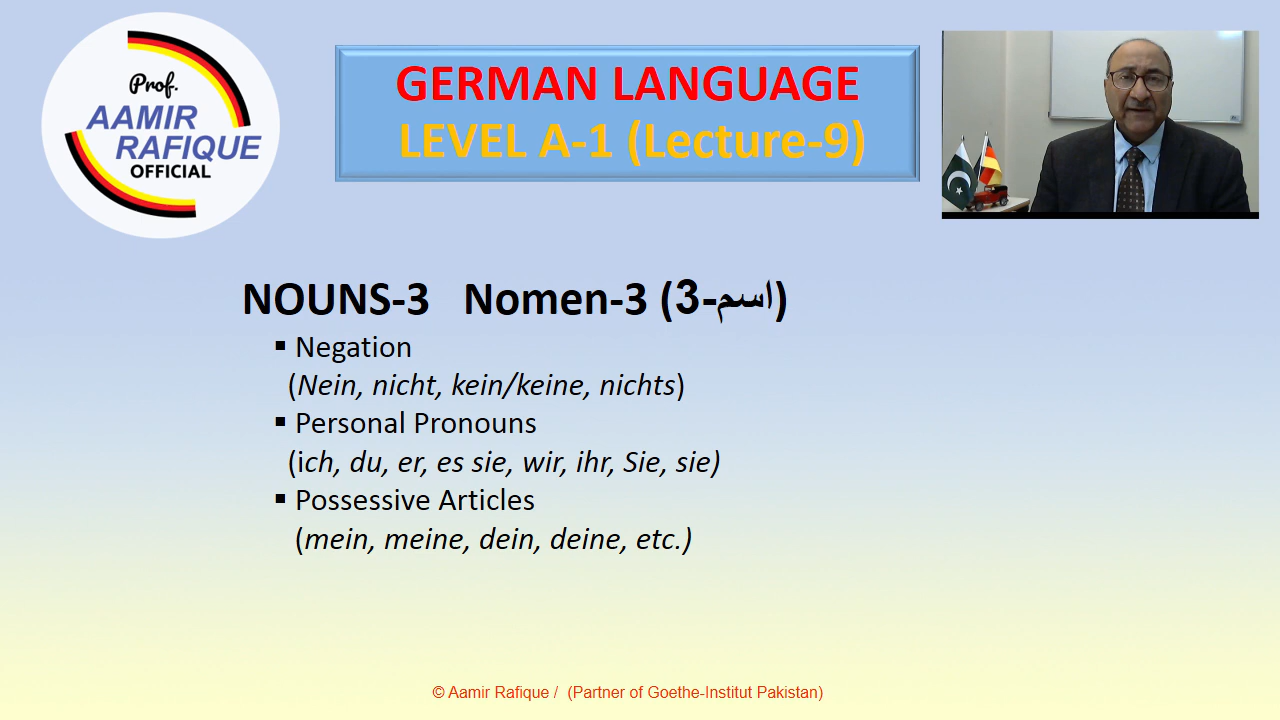 Prof.
AAMIR
RAFIQUE
OFFICIAL
GERMAN LANGUAGE
LEVEL A-1 (Lecture-9)
NOUNS-3 Nomen-3 (اسم-3)
▪ Negation
(Nein, nicht, kein/keine, nichts)
▪ Personal Pronouns
(ich, du, er, es sie, wir, ihr, Sie, sie)
▪ Possessive Articles
(mein, meine, dein, deine, etc.)
© Aamir Rafique / (Partner of Goethe-Institut Pakistan)